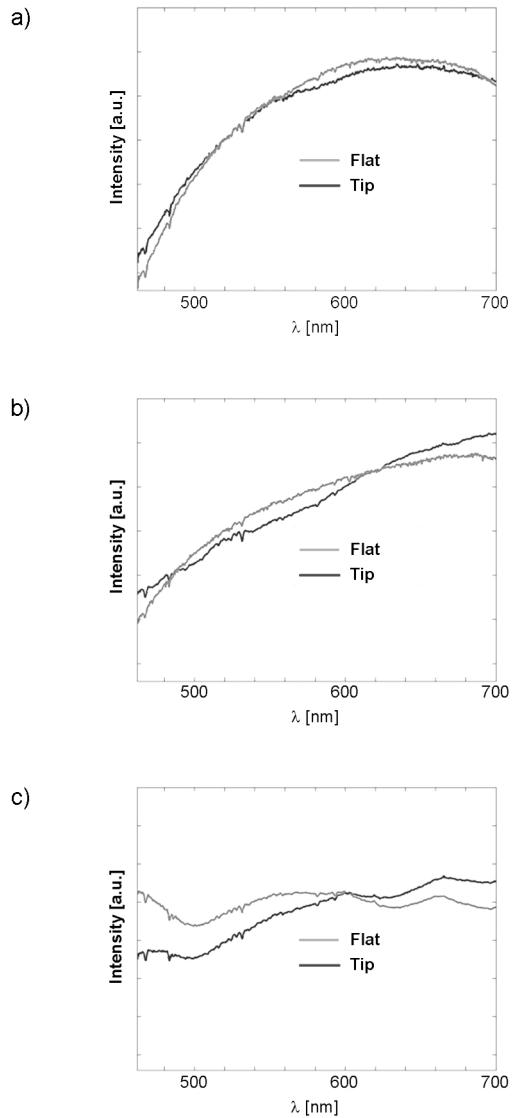 a)
Intensity [a.u.]
Flat
Tip
500 600 700
λ [nm]
b)
Intensity [a.u.]
Flat
Tip
500 600 700
λ [nm]
c)
Intensity [a.u.]
Flat
Tip
500 600 700
λ [nm]